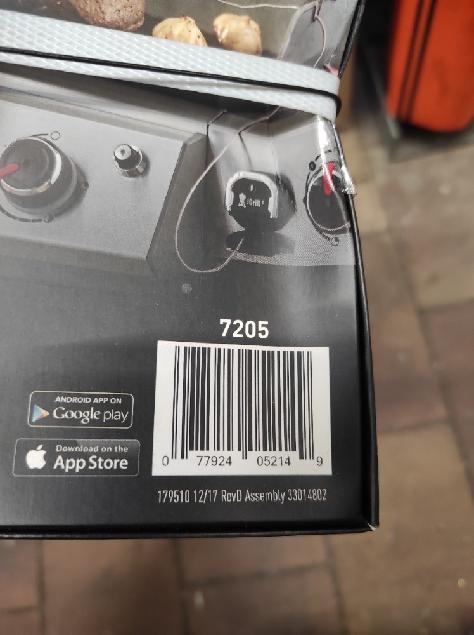 7205
ANDROID APP ON
Google play
Download on the
App Store
0 77924 05214 9
179510 12/17 RevD Assembly 33014802